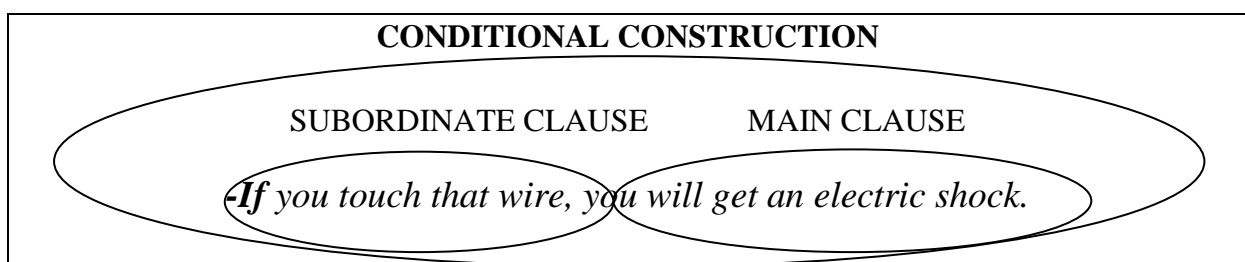 CONDITIONAL CONSTRUCTION
SUBORDINATE CLAUSE MAIN CLAUSE
-If you touch that wire, you will get an electric shock.